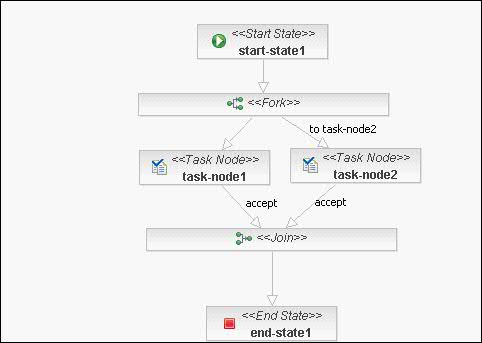 <<Start State>>
start-state1
<<Fork>>
to task-node2
<<Task Node>>
task-node1
<<Task Node>>
task-node2
accept
accept
<<Join>>
<<End State>>
end-state1